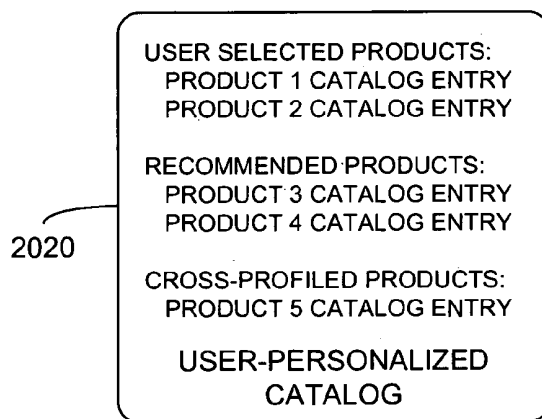 USER SELECTED PRODUCTS:
PRODUCT 1 CATALOG ENTRY
PRODUCT 2 CATALOG ENTRY
RECOMMENDED PRODUCTS:
PRODUCT 3 CATALOG ENTRY
PRODUCT 4 CATALOG ENTRY
2020
CROSS-PROFILED PRODUCTS:
PRODUCT 5 CATALOG ENTRY
USER-PERSONALIZED
CATALOG